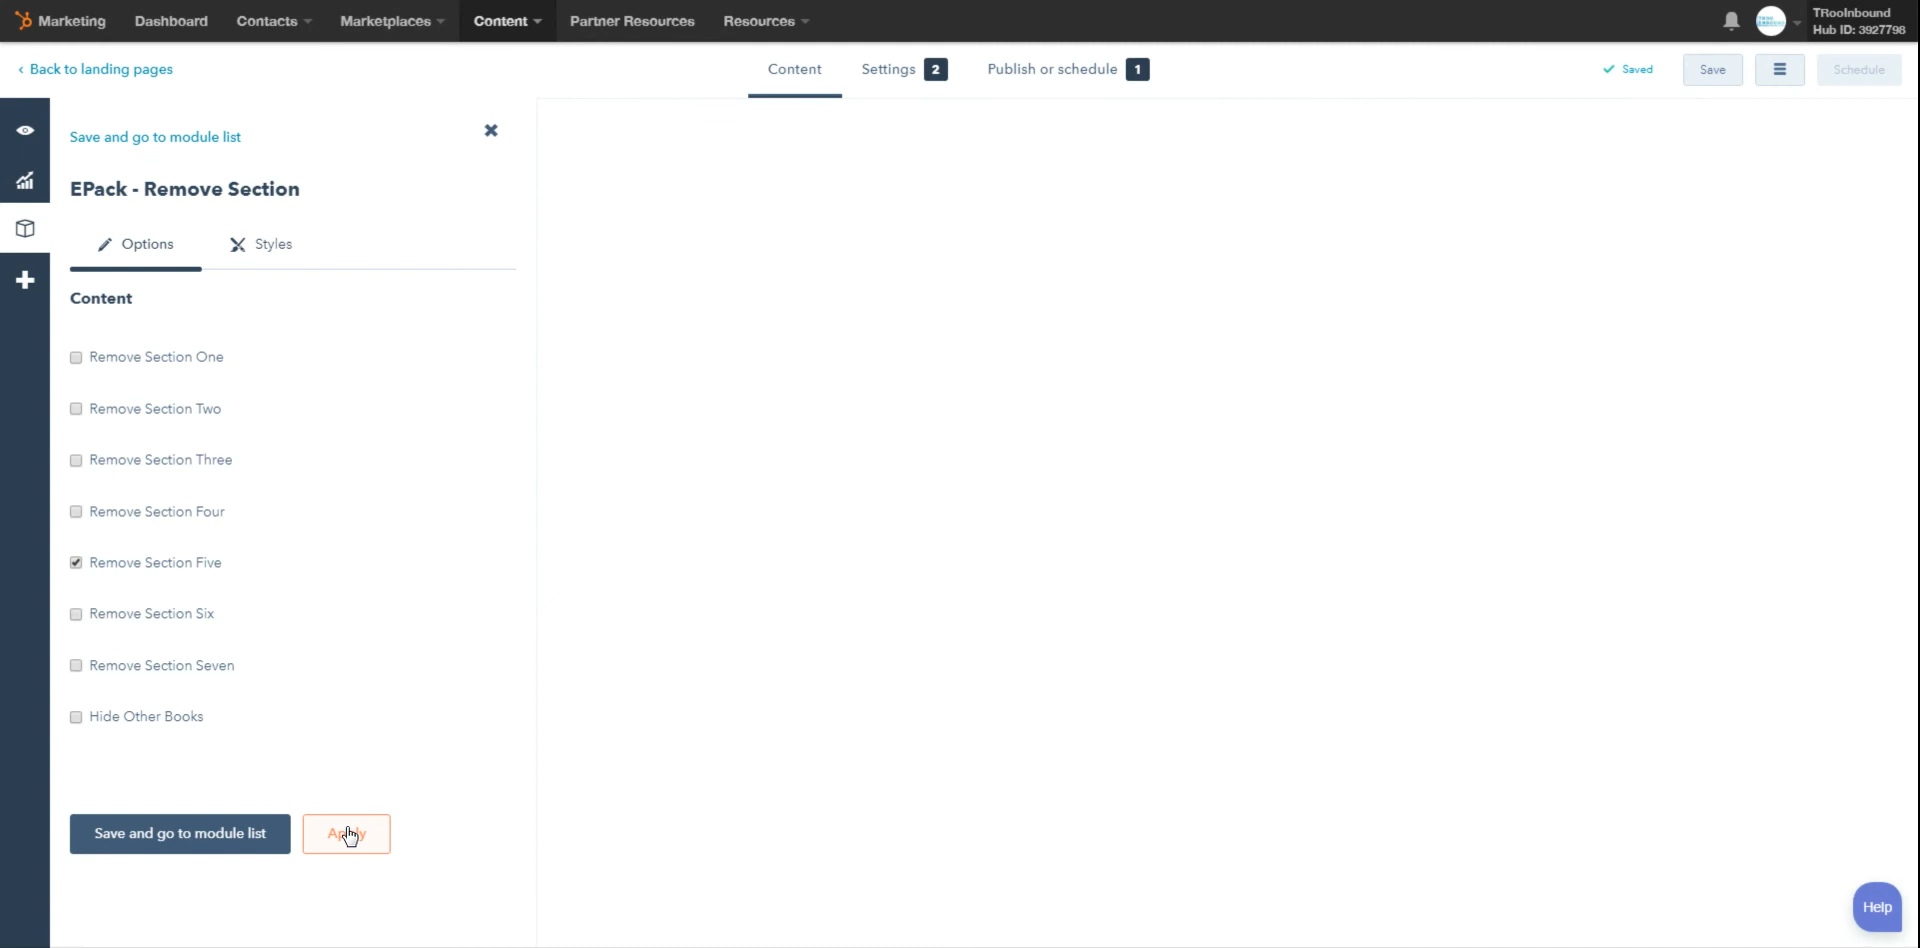 Marketing Dashboard Contacts Marketplaces Content Partner Resources Resources
TRooInbound
Hub ID: 3927798
‹ Back to landing pages
Content Settings 2 Publish or schedule 1
Saved Save Schedule
Save and go to module list
EPack - Remove Section
Options Styles
Content
Remove Section One
Remove Section Two
Remove Section Three
Remove Section Four
Remove Section Five
Remove Section Six
Remove Section Seven
Hide Other Books
Save and go to module list Apply
Help